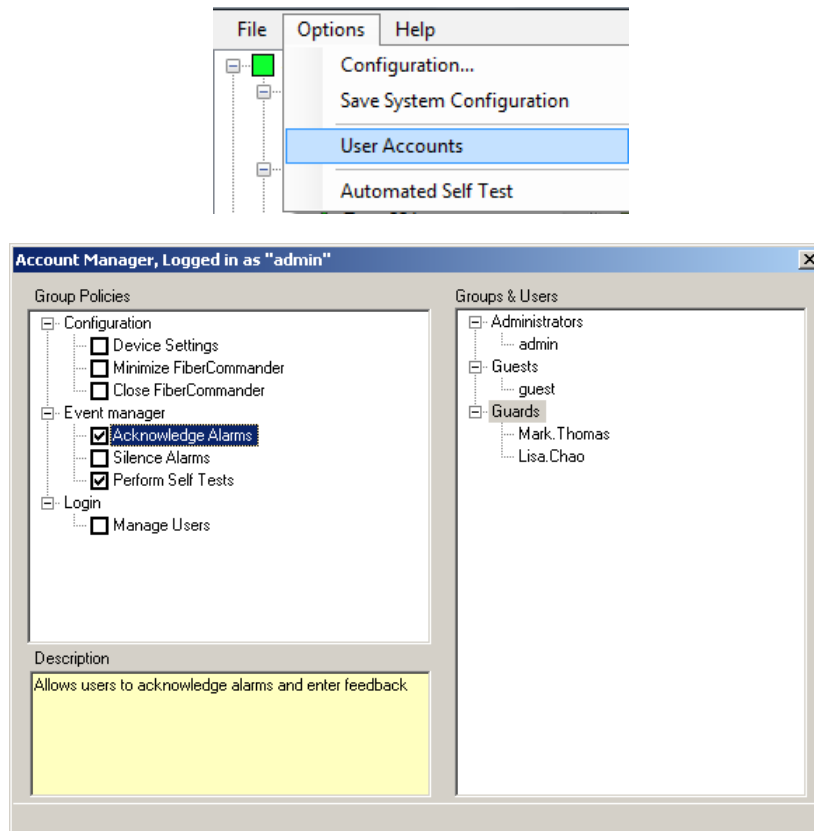 File Options Help
Configuration...
Save System Configuration
User Accounts
Automated Self Test
Account Manager, Logged in as "admin"
Group Policies
Configuration
Device Settings
Minimize FiberCommander
Close FiberCommander
Event manager
Acknowledge Alarms
Silence Alarms
Perform Self Tests
Login
Manage Users
Description
Allows users to acknowledge alarms and enter feedback
Groups & Users
Administrators
admin
Guests
guest
Guards
Mark.Thomas
Lisa.Chao